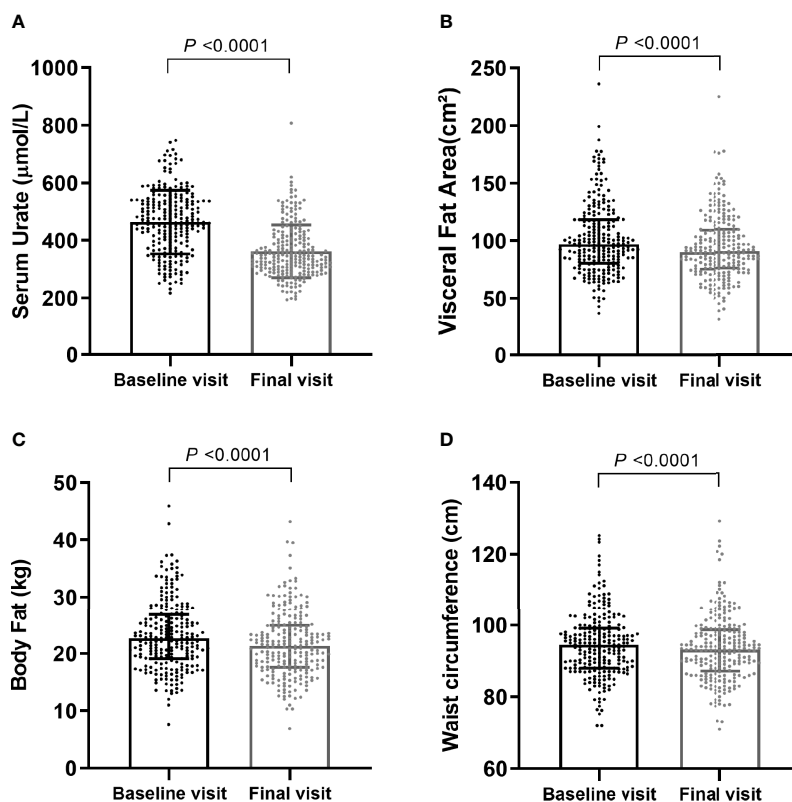 A
P <0.0001
Serum Urate (μmol/L)
1000
800
600
400
200
0
Baseline visit Final visit
B
P <0.0001
Visceral Fat Area(cm²)
250
200
150
100
50
0
Baseline visit Final visit
C
P <0.0001
Body Fat (kg)
50
40
30
20
10
0
Baseline visit Final visit
D
P <0.0001
Waist circumference (cm)
140
120
100
80
60
Baseline visit Final visit